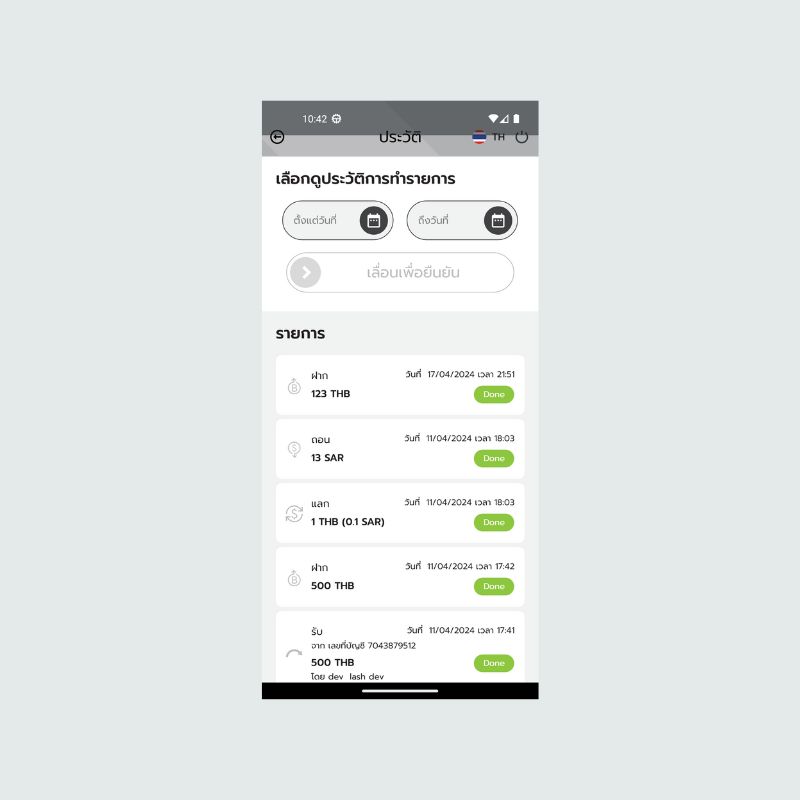 10:42
ประวัติ
TH
เลือกดูประวัติการทำรายการ
ตั้งแต่วันที่
ถึงวันที่
เลื่อนเพื่อยืนยัน
รายการ
ฝาก
วันที่ 17/04/2024 เวลา 21:51
123 THB
Done
ถอน
วันที่ 11/04/2024 เวลา 18:03
13 SAR
Done
แลก
วันที่ 11/04/2024 เวลา 18:03
1 THB (0.1 SAR)
Done
ฝาก
วันที่ 11/04/2024 เวลา 17:42
500 THB
Done
รับ
วันที่ 11/04/2024 เวลา 17:41
จาก เลขที่บัญชี 7043879512
500 THB
Done
โดย dev lash dev